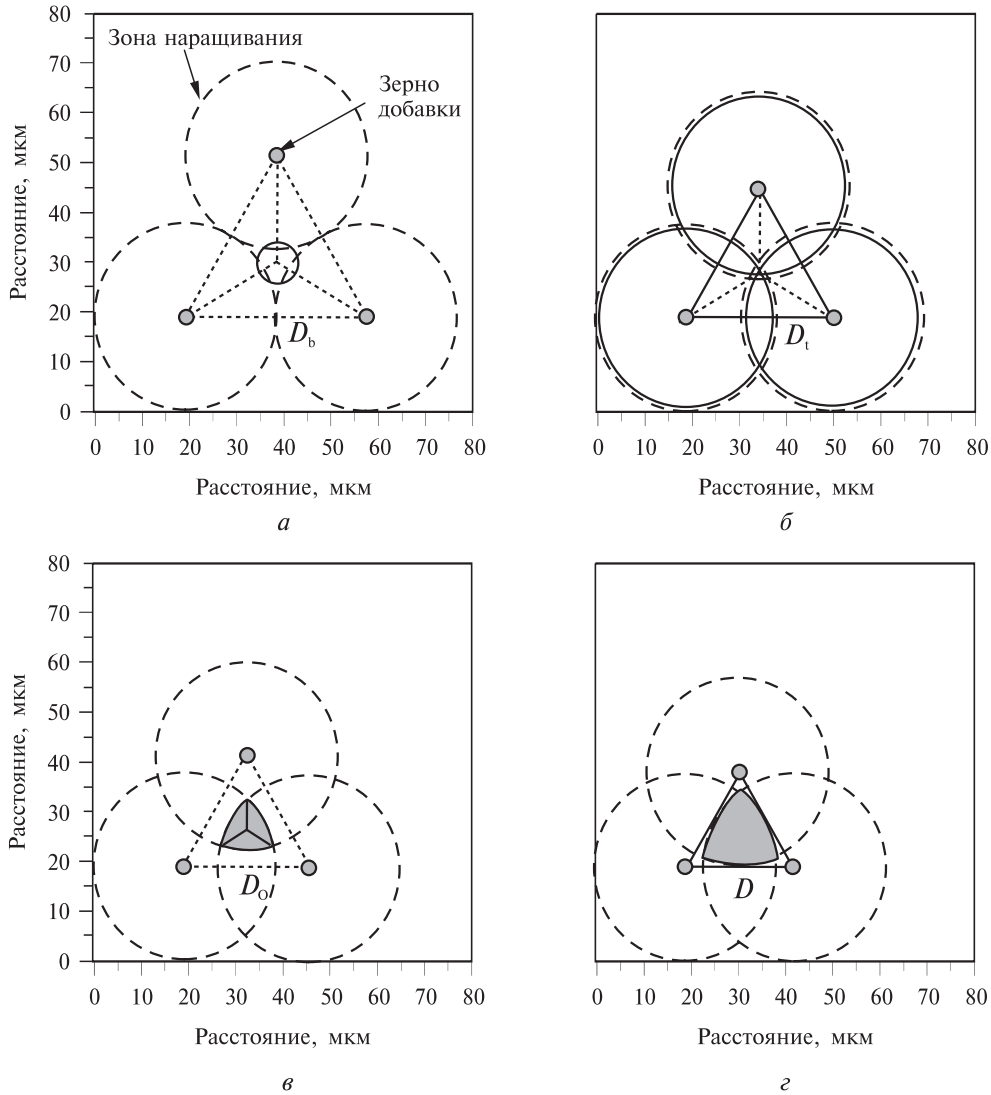 80
70
60
50
40
30
20
10
0
Расстояние, мкм
Зона наращивания
Зерно
добавки
D_b
0 10 20 30 40 50 60 70 80
Расстояние, мкм
а
D_t
0 10 20 30 40 50 60 70 80
Расстояние, мкм
б
80
70
60
50
40
30
20
10
0
Расстояние, мкм
D_O
0 10 20 30 40 50 60 70 80
Расстояние, мкм
в
D
0 10 20 30 40 50 60 70 80
Расстояние, мкм
г